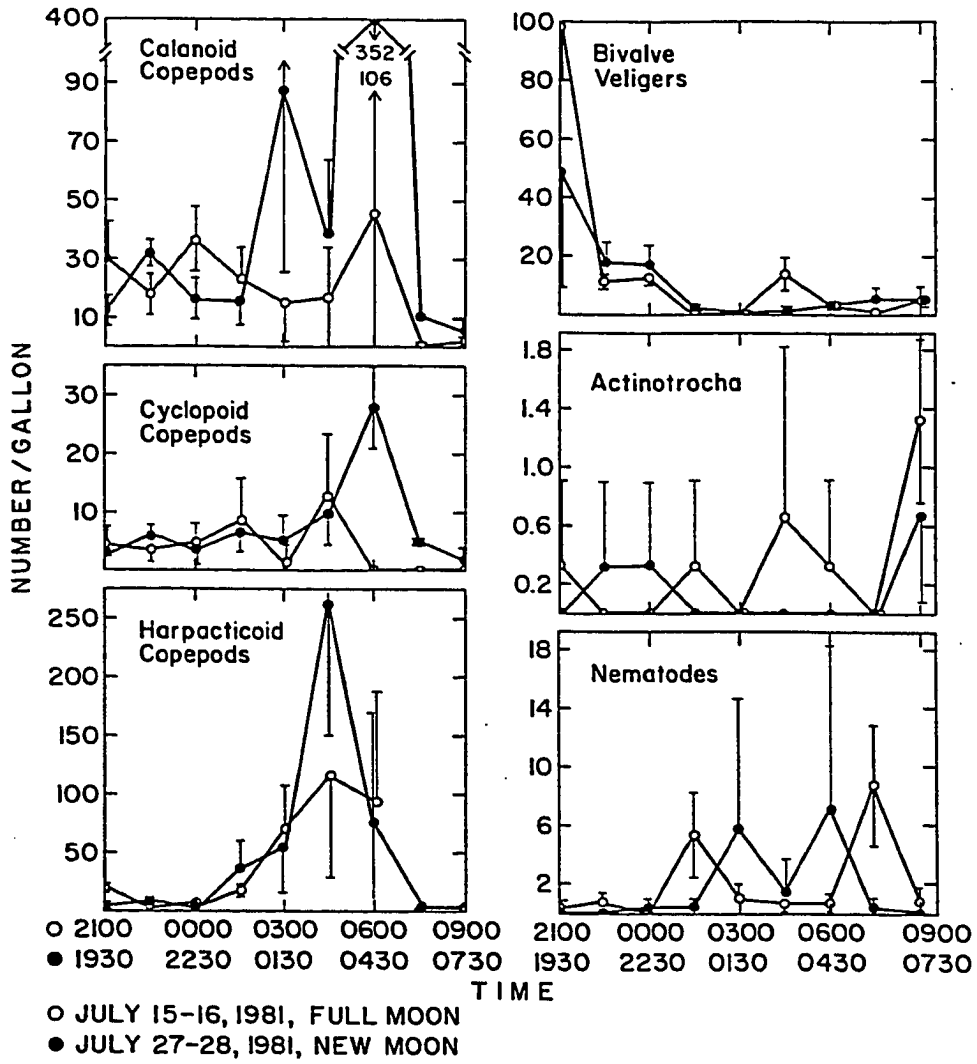 400
Calanoid
Copepods
352
106
90
70
50
30
10
Cyclopoid
Copepods
30
20
10
Harpacticoid
Copepods
250
200
150
100
50
NUMBER/GALLON
○ 2100 0000 0300 0600 0900
● 1930 2230 0130 0430 0730
Bivalve
Veligers
100
80
60
40
20
Actinotrocha
1.8
1.4
1.0
0.6
0.2
Nematodes
18
14
10
6
2
2100 0000 0300 0600 0900
1930 2230 0130 0430 0730
TIME
○ JULY 15-16, 1981, FULL MOON
● JULY 27-28, 1981, NEW MOON